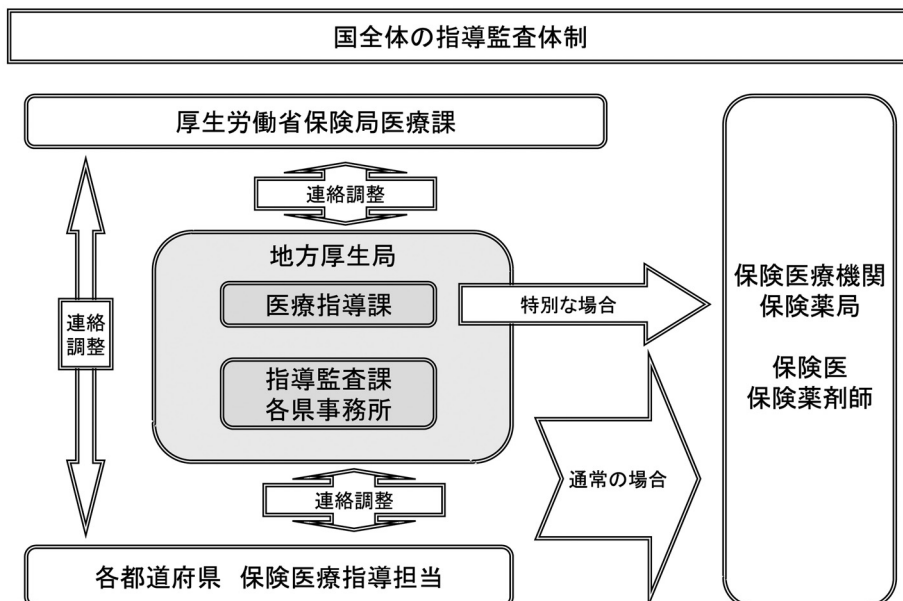 国全体の指導監査体制
厚生労働省保険局医療課
連絡調整
地方厚生局
医療指導課
特別な場合
保険医療機関
保険薬局
保険医
保険薬剤師
連絡
調整
指導監査課
各県事務所
通常の場合
連絡調整
各都道府県 保険医療指導担当